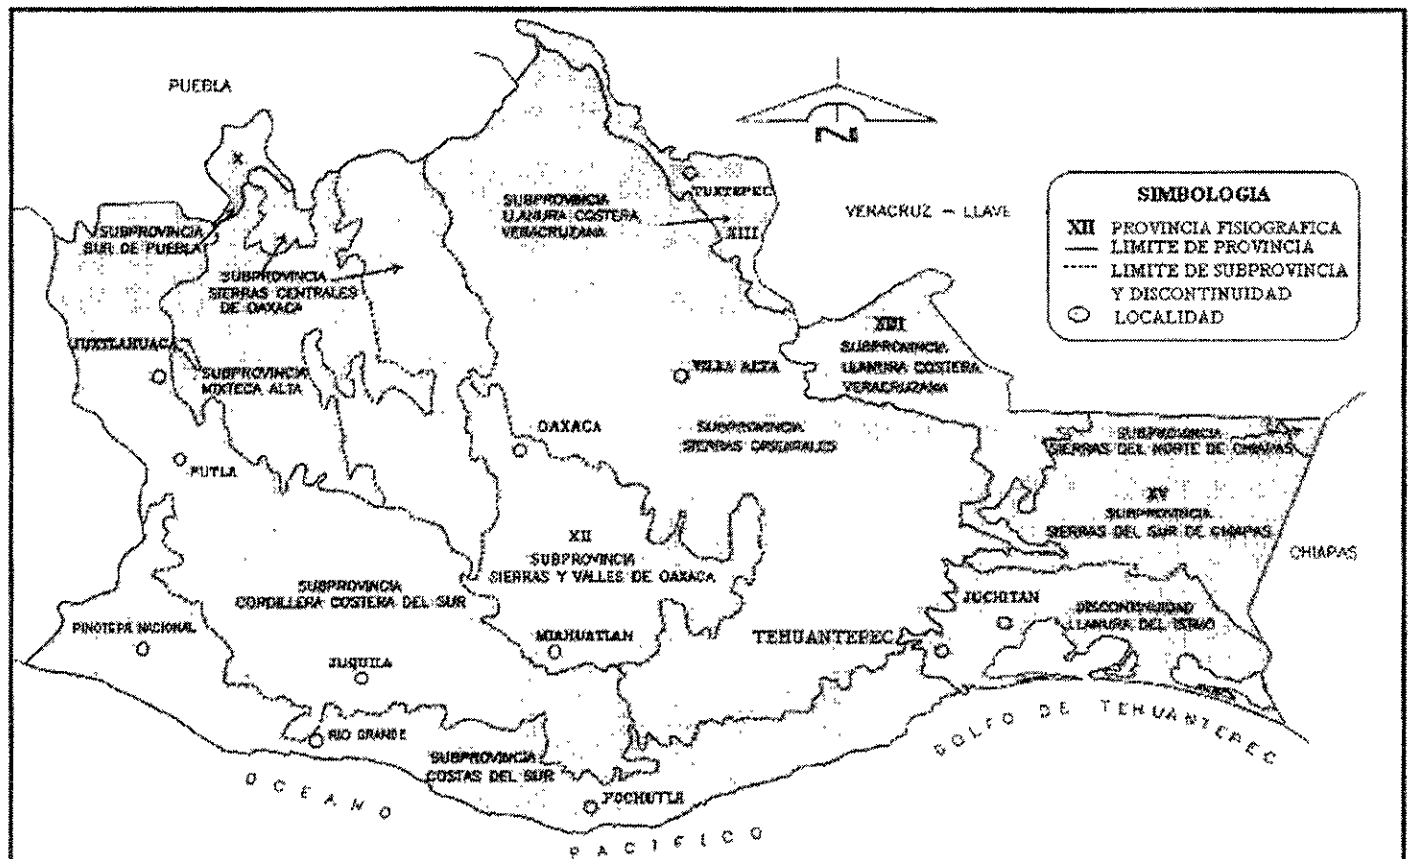 PUEBLA
N
X
SUBPROVINCIA
SUR DE PUEBLA
SUBPROVINCIA
SIERRAS CENTRALES
DE OAXACA
SUBPROVINCIA
LLANURA COSTERA
VERACRUZANA
TUXTEPEC
XIII
VERACRUZ - LLAVE
SIMBOLOGIA
XII PROVINCIA FISIOGRAFICA
LIMITE DE PROVINCIA
LIMITE DE SUBPROVINCIA
Y DISCONTINUIDAD
LOCALIDAD
JUXTLAHUACA
SUBPROVINCIA
MIXTECA ALTA
VILLA ALTA
XIII
SUBPROVINCIA
LLANURA COSTERA
VERACRUZANA
OAXACA
SUBPROVINCIA
SIERRAS ORIENTALES
SUBPROVINCIA
SIERRAS DEL NORTE DE CHIAPAS
PUTLA
XV
SUBPROVINCIA
SIERRAS DEL SUR DE CHIAPAS
CHIAPAS
XII
SUBPROVINCIA
SIERRAS Y VALLES DE OAXACA
SUBPROVINCIA
CORDILLERA COSTERA DEL SUR
JUCHITAN
DISCONTINUIDAD
LLANURA DEL ISTMO
PINOTEPA NACIONAL
MIAHUATLAN
TEHUANTEPEC
JUQUILA
RIO GRANDE
SUBPROVINCIA
COSTAS DEL SUR
POCHUTLA
GOLFO DE TEHUANTEPEC
OCEANO
PACIFICO